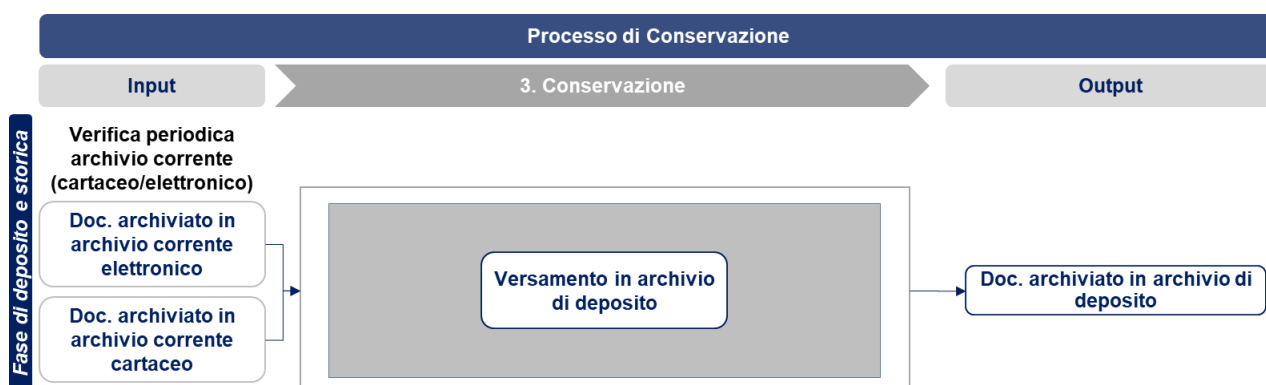 Processo di Conservazione
Input
3. Conservazione
Output
Fase di deposito e storica
Verifica periodica
archivio corrente
(cartaceo/elettronico)
Doc. archiviato in
archivio corrente
elettronico
Doc. archiviato in
archivio corrente
cartaceo
Versamento in archivio
di deposito
Doc. archiviato in archivio di
deposito